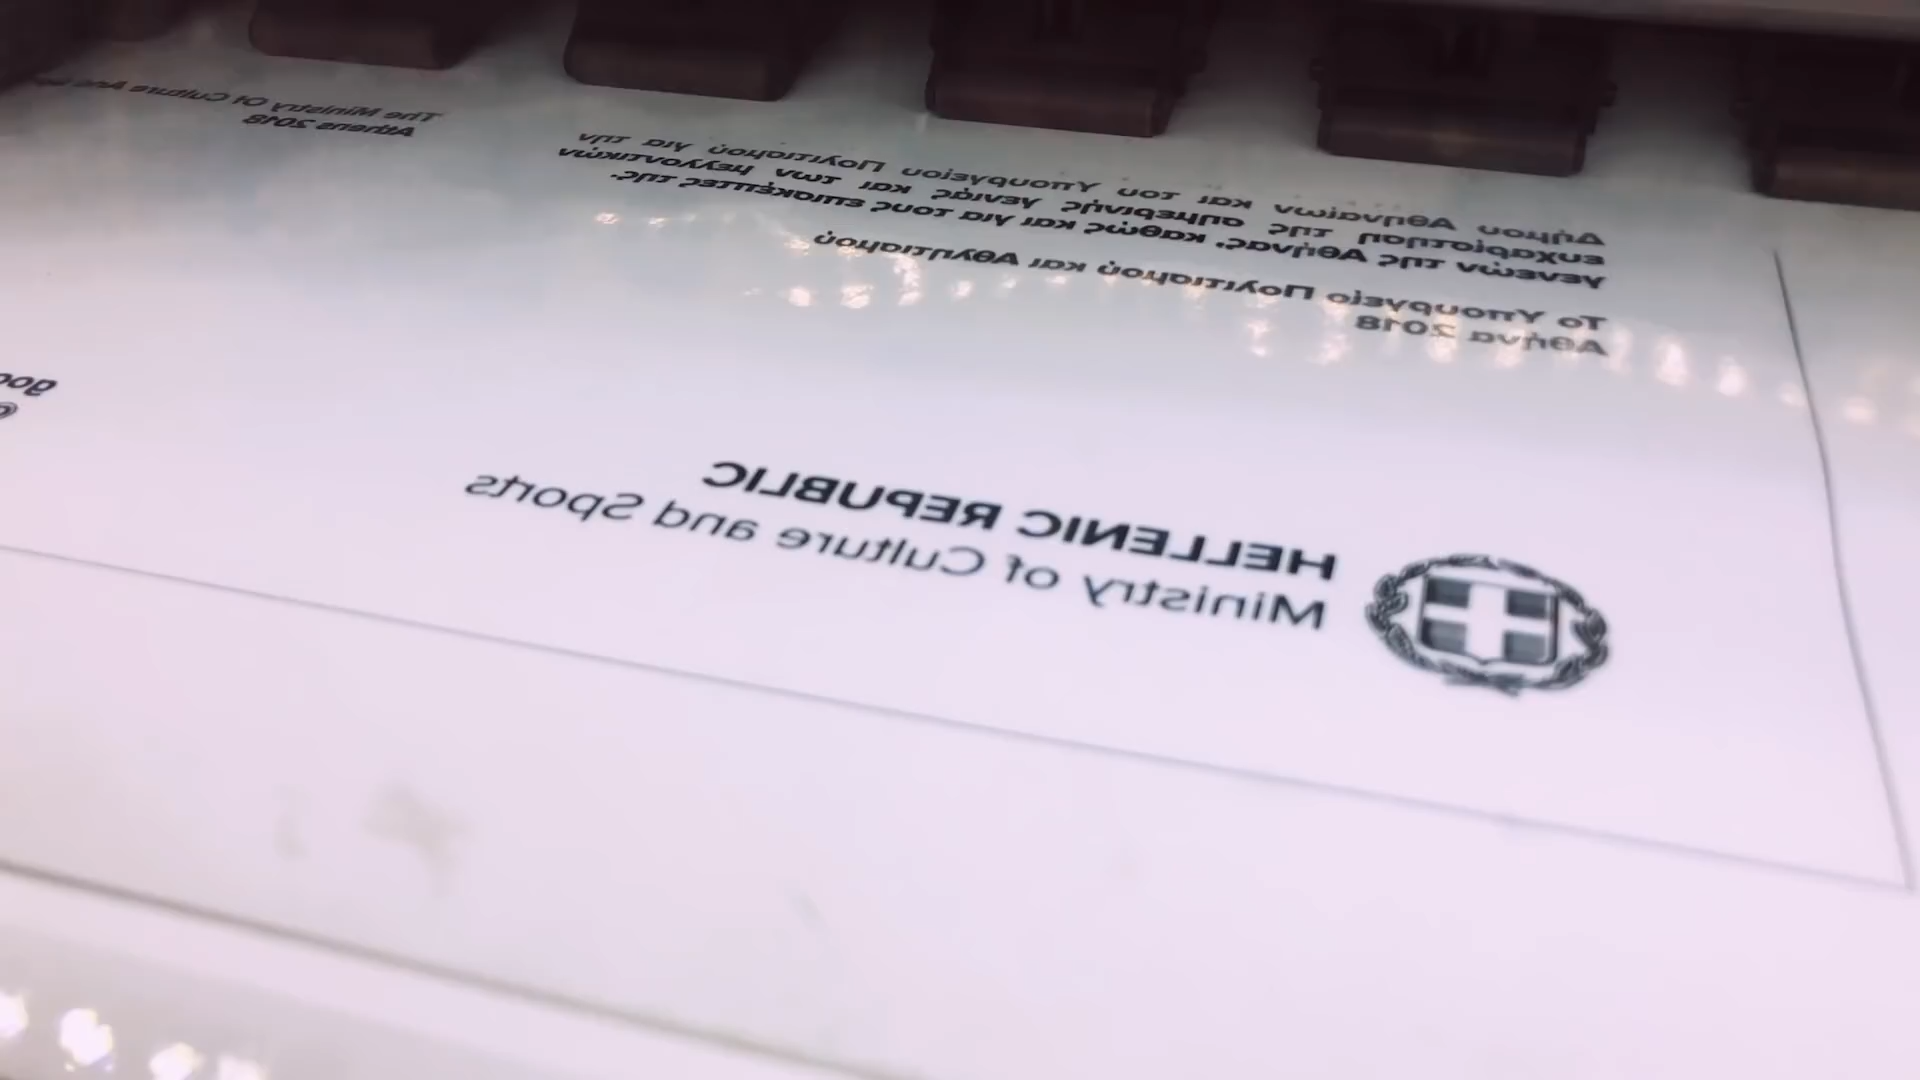 Δήμου Αθηναίων και του Υπουργείου Πολιτισμού για την
ευχαρίστηση της σημερινής γενιάς και των μελλοντικών
γενεών της Αθήνας, καθώς και για τους επισκέπτες της.
Το Υπουργείο Πολιτισμού και Αθλητισμού
Αθήνα 2018
The Ministry Of Culture And
Athens 2018
HELLENIC REPUBLIC
Ministry of Culture and Sports